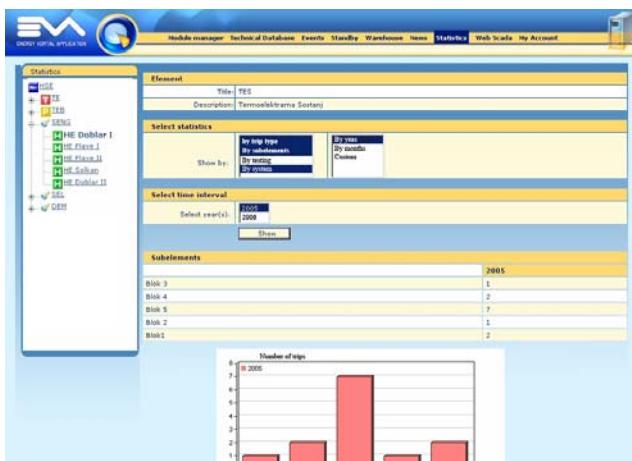 EVA
ENERGY VIRTUAL APPLICATION
Module manager Technical Database Events Standby Warehouse News Statistics Web Scada My Account
Statistics
HSE
TE
TEB
SENG
HE Doblar I
HE Plave I
HE Plave II
HE Solkan
HE Doblar II
SEL
DEM
Element
Title: TES
Description: Termoelektrarna Sostanj
Select statistics
Show by:
by trip type
By subelements
By testing
By system
By year
By months
Custom
Select time interval
Select year(s):
2005
2000
Show
Subelements
2005
Blok 3 1
Blok 4 2
Blok 5 7
Blok 2 1
Blok1 2
Number of trips
2005
8
7
6
5
4
3
2
1